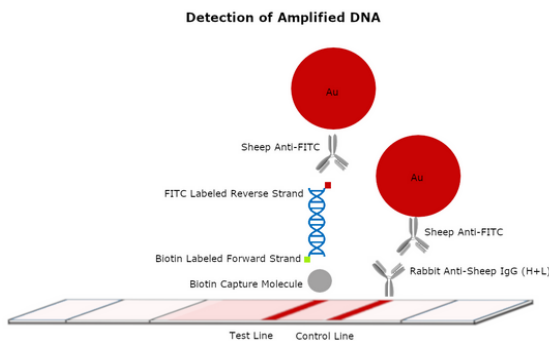 Detection of Amplified DNA
Au
Sheep Anti-FITC
Au
FITC Labeled Reverse Strand
Sheep Anti-FITC
Biotin Labeled Forward Strand
Rabbit Anti-Sheep IgG (H+L)
Biotin Capture Molecule
Test Line
Control Line